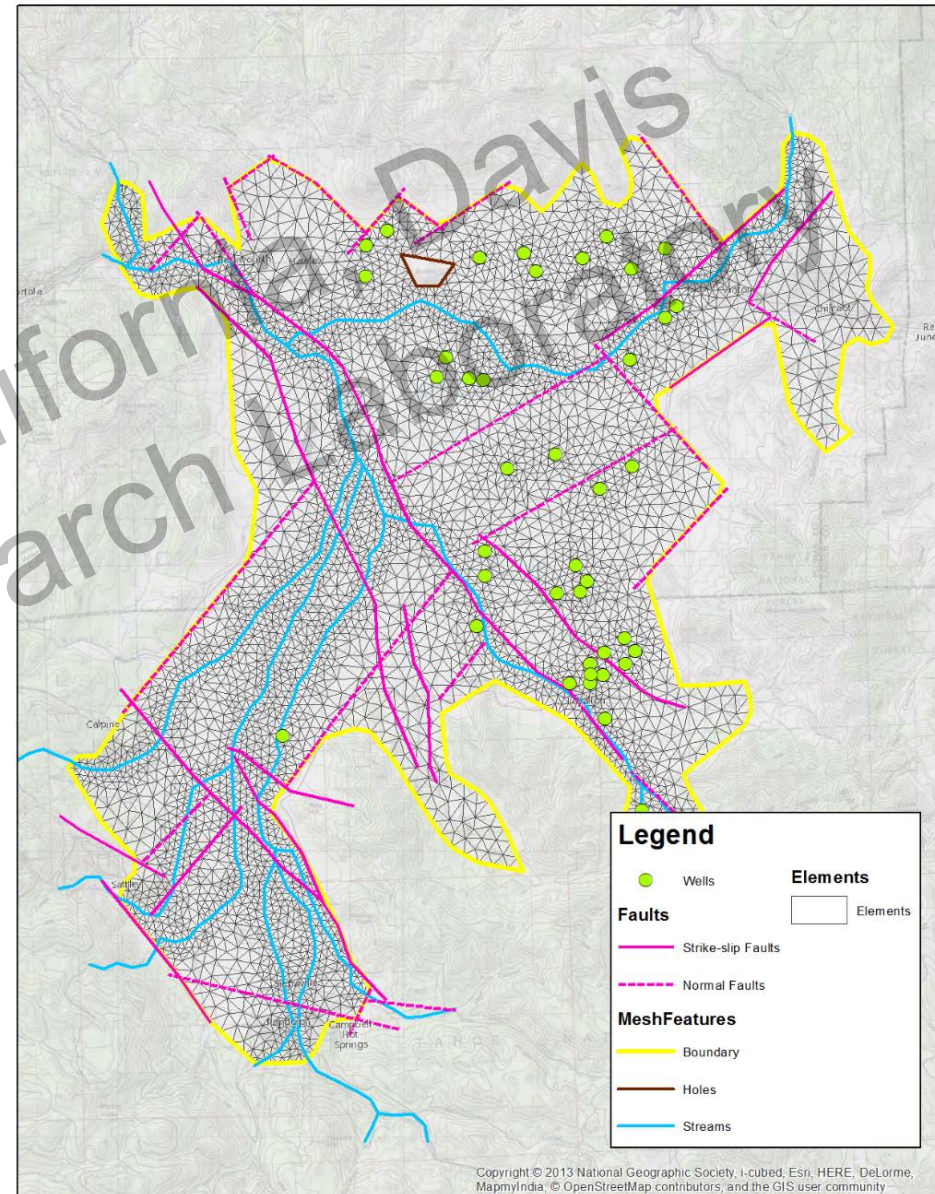 California Davis
arch Laboratory
Calpine
Sattley
Campbell
Hot
Springs
Legend
Wells
Elements
Elements
Faults
Strike-slip Faults
Normal Faults
MeshFeatures
Boundary
Holes
Streams
Copyright © 2013 National Geographic Society, i-cubed, Esri, HERE, DeLorme,
MapmyIndia, © OpenStreetMap contributors, and the GIS user community